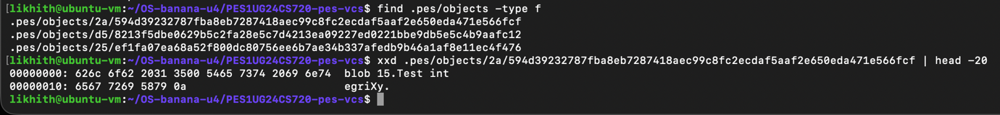 [likhith@ubuntu-vm:~/OS-banana-u4/PES1UG24CS720-pes-vcs$ find .pes/objects -type f
.pes/objects/2a/594d39232787fba8eb7287418aec99c8fc2ecdaf5aaf2e650eda471e566fcf
.pes/objects/d5/8213f5dbe0629b5c2fa28e5c7d4213ea09227ed0221bbe9db5e5c4b9aafc12
.pes/objects/25/ef1fa07ea68a52f800dc80756ee6b7ae34b337afedb9b46a1af8e11ec4f476
[likhith@ubuntu-vm:~/OS-banana-u4/PES1UG24CS720-pes-vcs$ xxd .pes/objects/2a/594d39232787fba8eb7287418aec99c8fc2ecdaf5aaf2e650eda471e566fcf | head -20
00000000: 626c 6f62 2031 3500 5465 7374 2069 6e74  blob 15.Test int
00000010: 6567 7269 5879 0a                        egriXy.
likhith@ubuntu-vm:~/OS-banana-u4/PES1UG24CS720-pes-vcs$